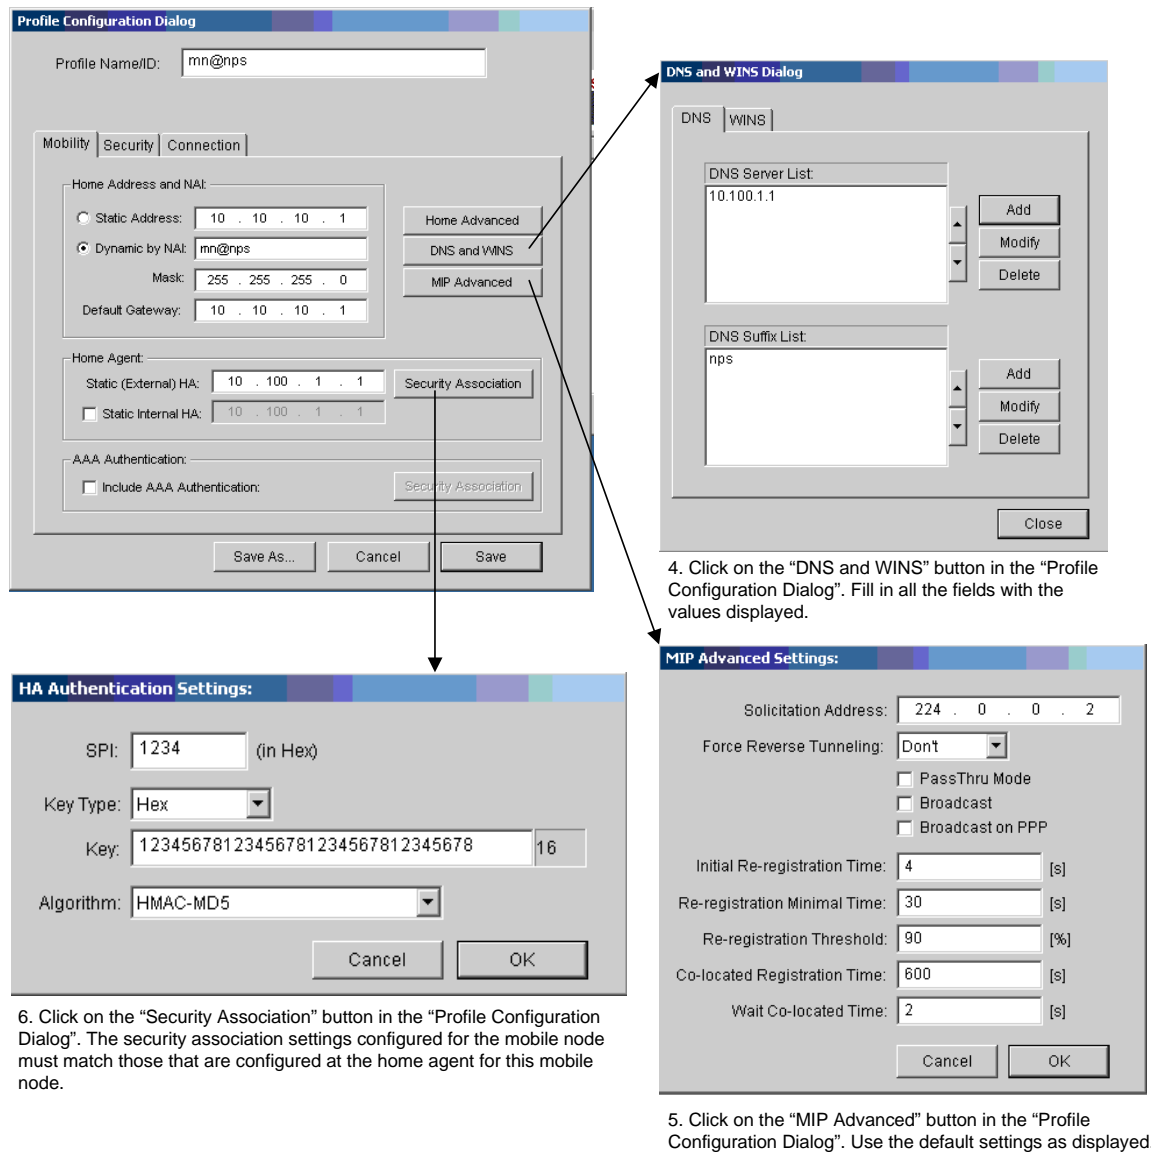 Profile Configuration Dialog
Profile Name/ID: mn@nps
Mobility Security Connection
Home Address and NAI:
Static Address: 10 . 10 . 10 . 1
Dynamic by NAI: mn@nps
Mask: 255 . 255 . 255 . 0
Default Gateway: 10 . 10 . 10 . 1
Home Advanced
DNS and WINS
MIP Advanced
Home Agent:
Static (External) HA: 10 . 100 . 1 . 1
Security Association
Static Internal HA: 10 . 100 . 1 . 1
AAA Authentication:
Include AAA Authentication:
Security Association
Save As... Cancel Save
DNS and WINS Dialog
DNS WINS
DNS Server List:
10.100.1.1
Add
Modify
Delete
DNS Suffix List:
nps
Add
Modify
Delete
Close
4. Click on the “DNS and WINS” button in the “Profile
Configuration Dialog”. Fill in all the fields with the
values displayed.
HA Authentication Settings:
SPI: 1234 (in Hex)
Key Type: Hex
Key: 12345678123456781234567812345678 16
Algorithm: HMAC-MD5
Cancel OK
6. Click on the “Security Association” button in the “Profile Configuration
Dialog”. The security association settings configured for the mobile node
must match those that are configured at the home agent for this mobile
node.
MIP Advanced Settings:
Solicitation Address: 224 . 0 . 0 . 2
Force Reverse Tunneling: Don't
PassThru Mode
Broadcast
Broadcast on PPP
Initial Re-registration Time: 4 [s]
Re-registration Minimal Time: 30 [s]
Re-registration Threshold: 90 [%]
Co-located Registration Time: 600 [s]
Wait Co-located Time: 2 [s]
Cancel OK
5. Click on the “MIP Advanced” button in the “Profile
Configuration Dialog”. Use the default settings as displayed